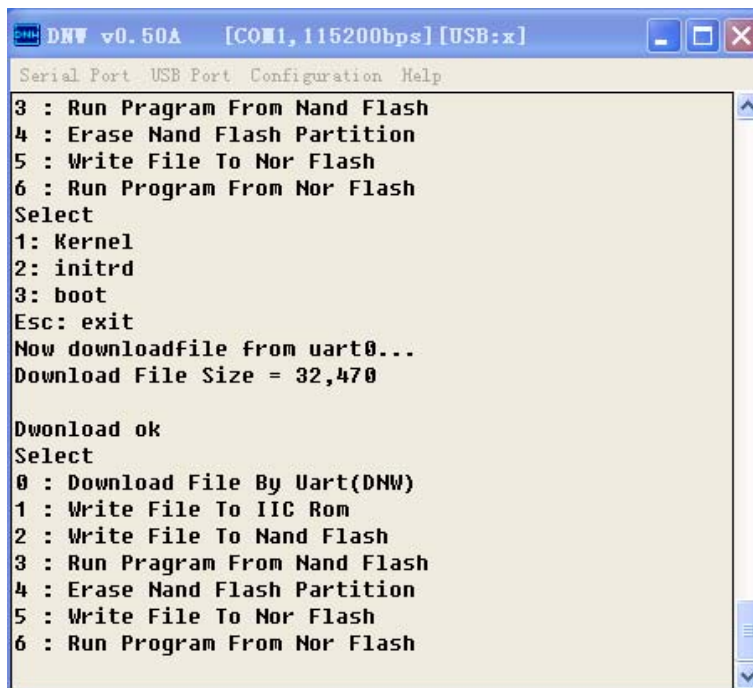 DNW
DNW v0.50A [COM1,115200bps][USB:x]
Serial Port USB Port Configuration Help
3 : Run Pragram From Nand Flash
4 : Erase Nand Flash Partition
5 : Write File To Nor Flash
6 : Run Program From Nor Flash
Select
1: Kernel
2: initrd
3: boot
Esc: exit
Now downloadfile from uart0...
Download File Size = 32,470
Dwonload ok
Select
0 : Download File By Uart(DNW)
1 : Write File To IIC Rom
2 : Write File To Nand Flash
3 : Run Pragram From Nand Flash
4 : Erase Nand Flash Partition
5 : Write File To Nor Flash
6 : Run Program From Nor Flash